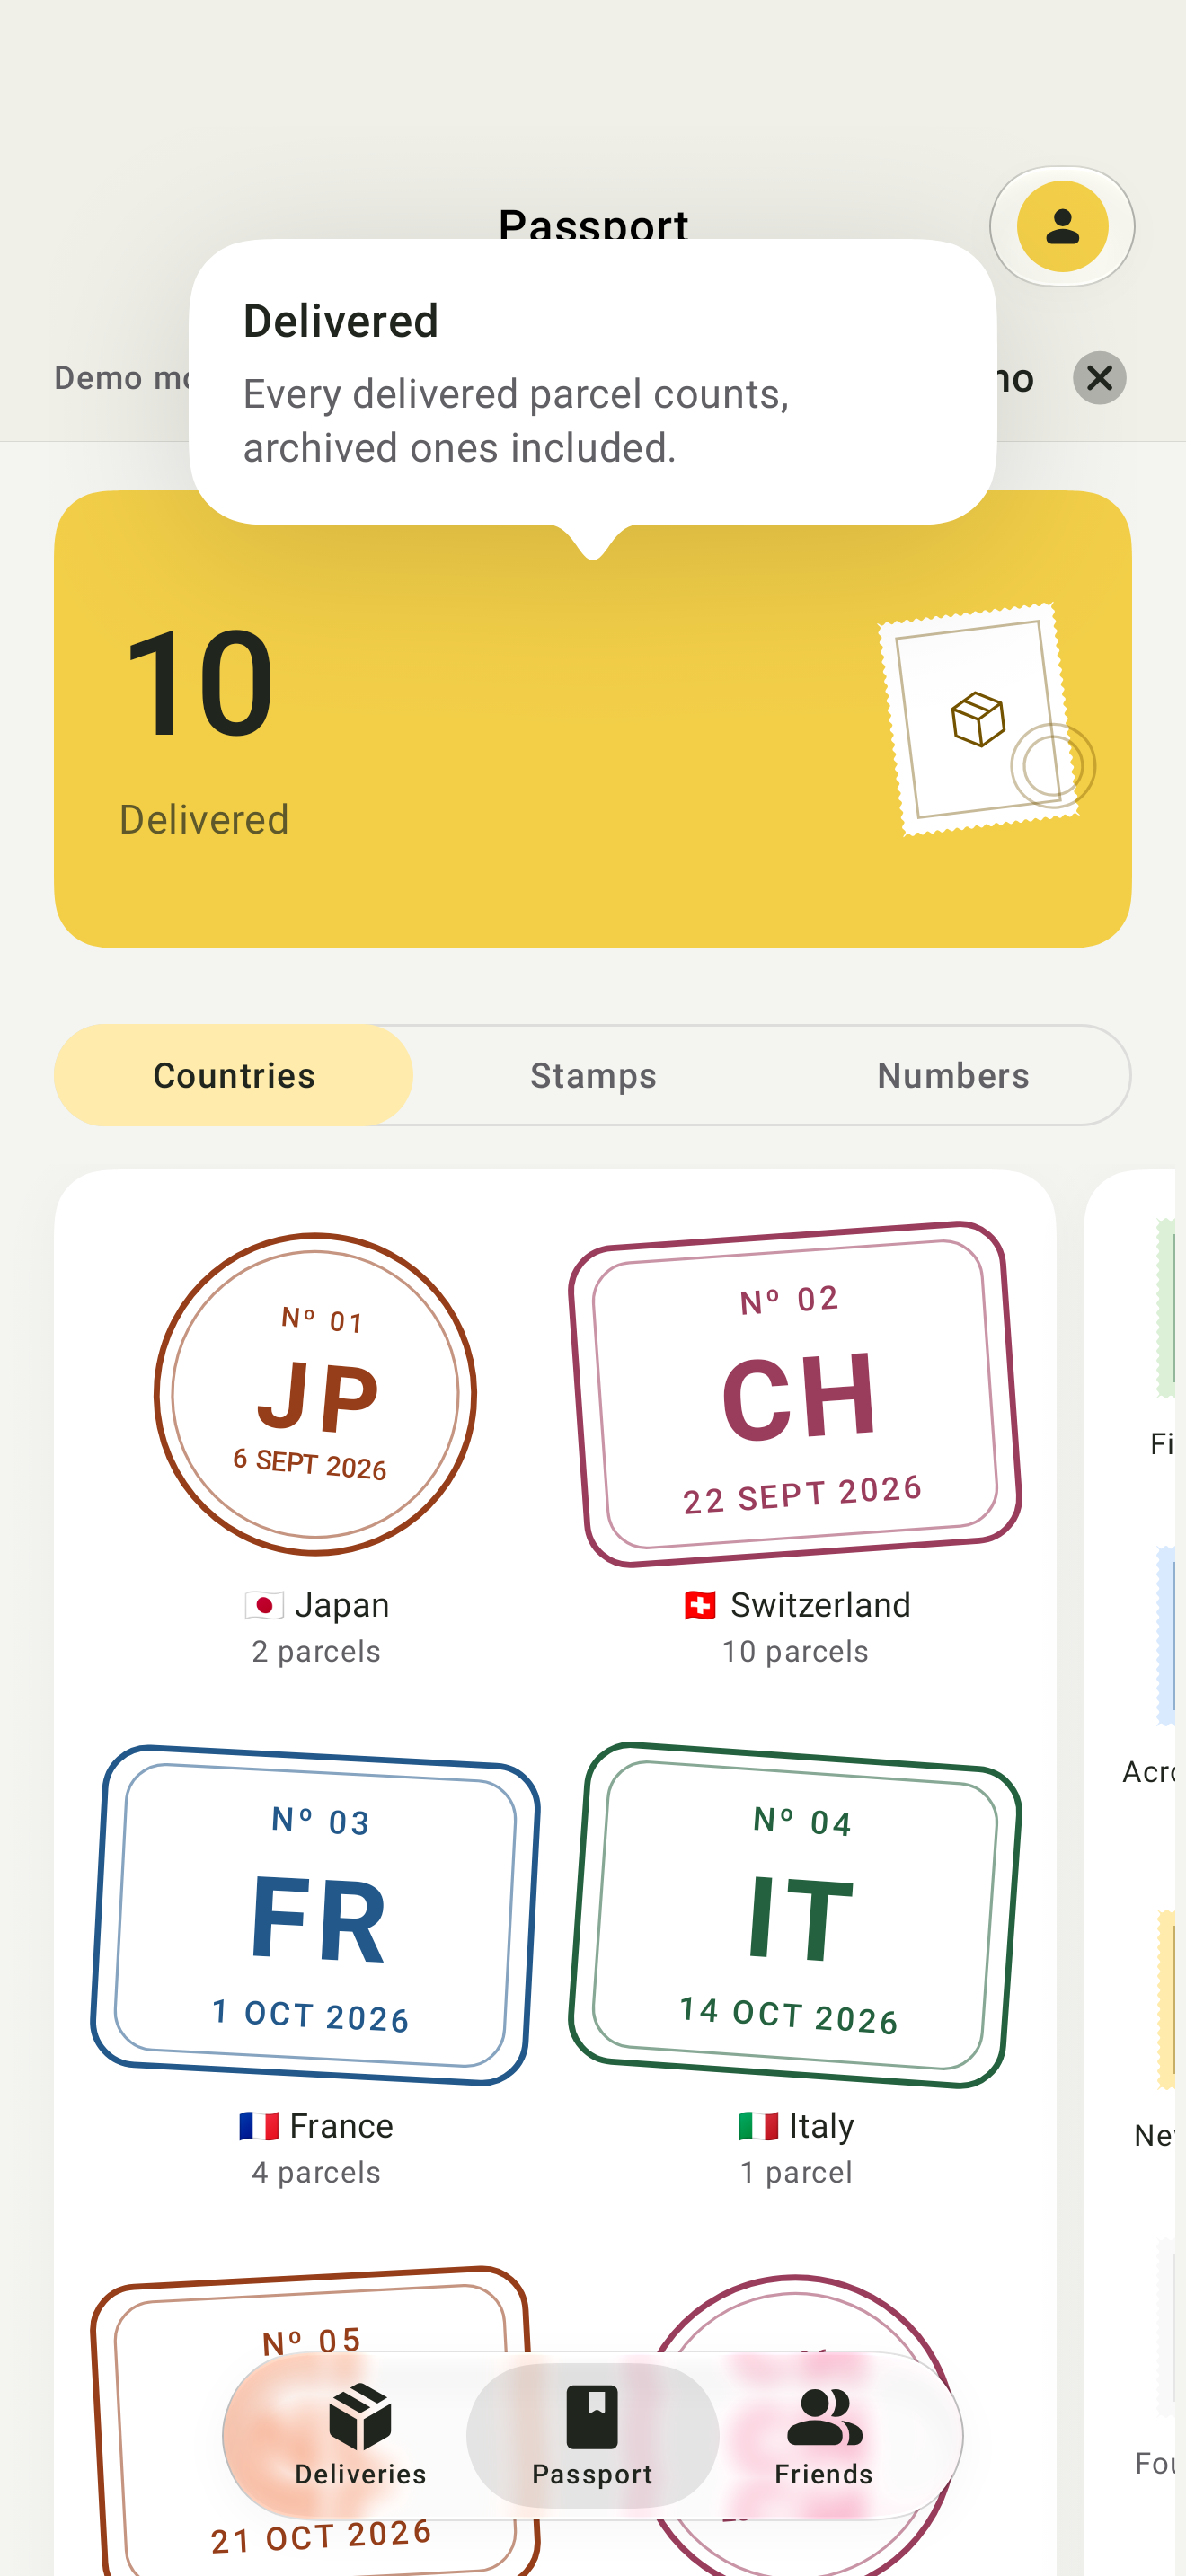 Passport
Delivered
Every delivered parcel counts,
archived ones included.
Demo
10
Delivered
Countries
Stamps
Numbers
Nº 01
JP
6 SEPT 2026
Japan
2 parcels
Nº 02
CH
22 SEPT 2026
Switzerland
10 parcels
Nº 03
FR
1 OCT 2026
France
4 parcels
Nº 04
IT
14 OCT 2026
Italy
1 parcel
Nº 05
21 OCT 2026
Deliveries
Passport
Friends